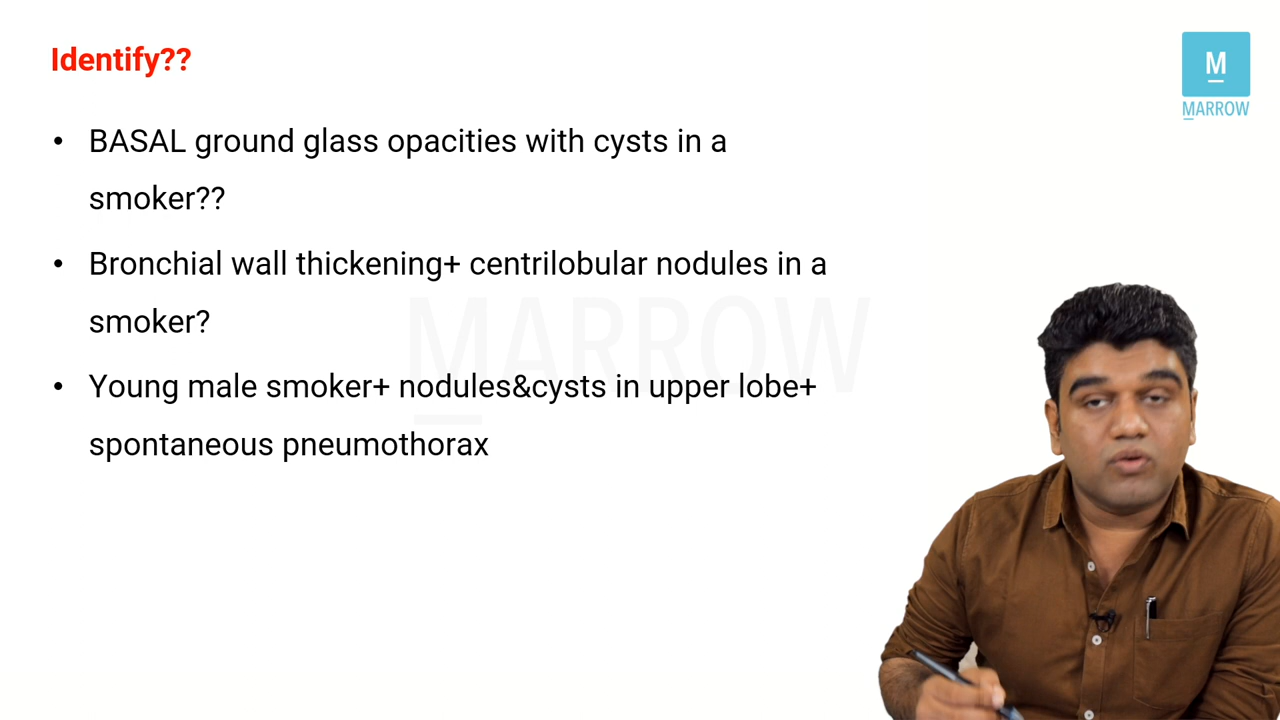 Identify??
M
MARROW
• BASAL ground glass opacities with cysts in a
smoker??
• Bronchial wall thickening+ centrilobular nodules in a
smoker?
• Young male smoker+ nodules&cysts in upper lobe+
spontaneous pneumothorax
MARROW